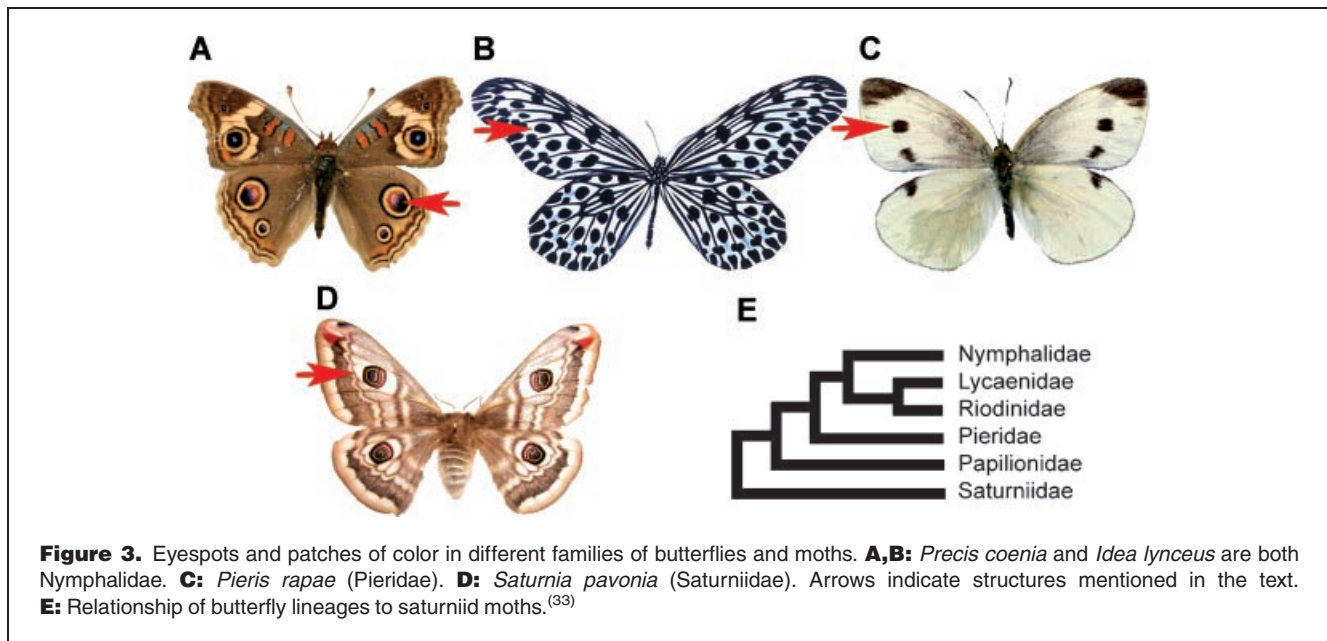 A
B
C
D
E
Nymphalidae
Lycaenidae
Riodinidae
Pieridae
Papilionidae
Saturniidae
Figure 3. Eyespots and patches of color in different families of butterflies and moths. A,B: Precis coenia and Idea lynceus are both
Nymphalidae. C: Pieris rapae (Pieridae). D: Saturnia pavonia (Saturniidae). Arrows indicate structures mentioned in the text.
E: Relationship of butterfly lineages to saturniid moths.(33)